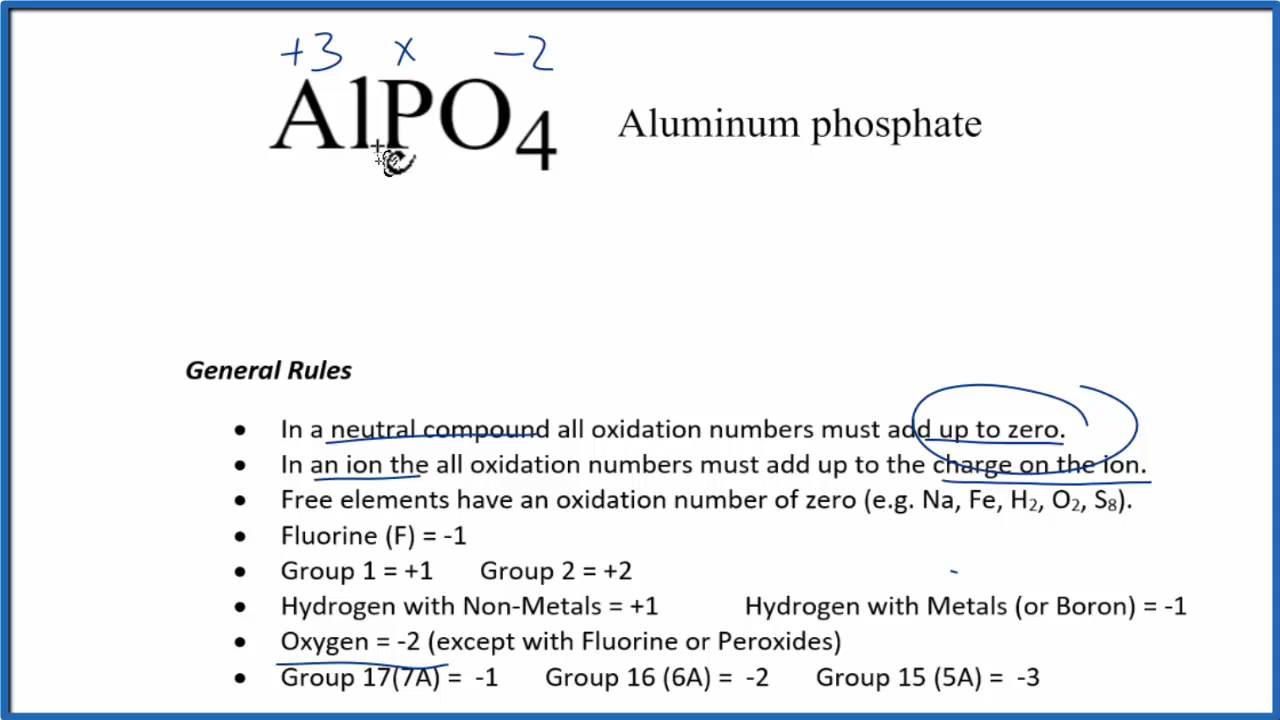 +3 x -2
AlPO₄ Aluminum phosphate
General Rules
• In a neutral compound all oxidation numbers must add up to zero.
• In an ion the all oxidation numbers must add up to the charge on the ion.
• Free elements have an oxidation number of zero (e.g. Na, Fe, H₂, O₂, S₈).
• Fluorine (F) = -1
• Group 1 = +1 Group 2 = +2
• Hydrogen with Non-Metals = +1 Hydrogen with Metals (or Boron) = -1
• Oxygen = -2 (except with Fluorine or Peroxides)
• Group 17(7A) = -1 Group 16 (6A) = -2 Group 15 (5A) = -3